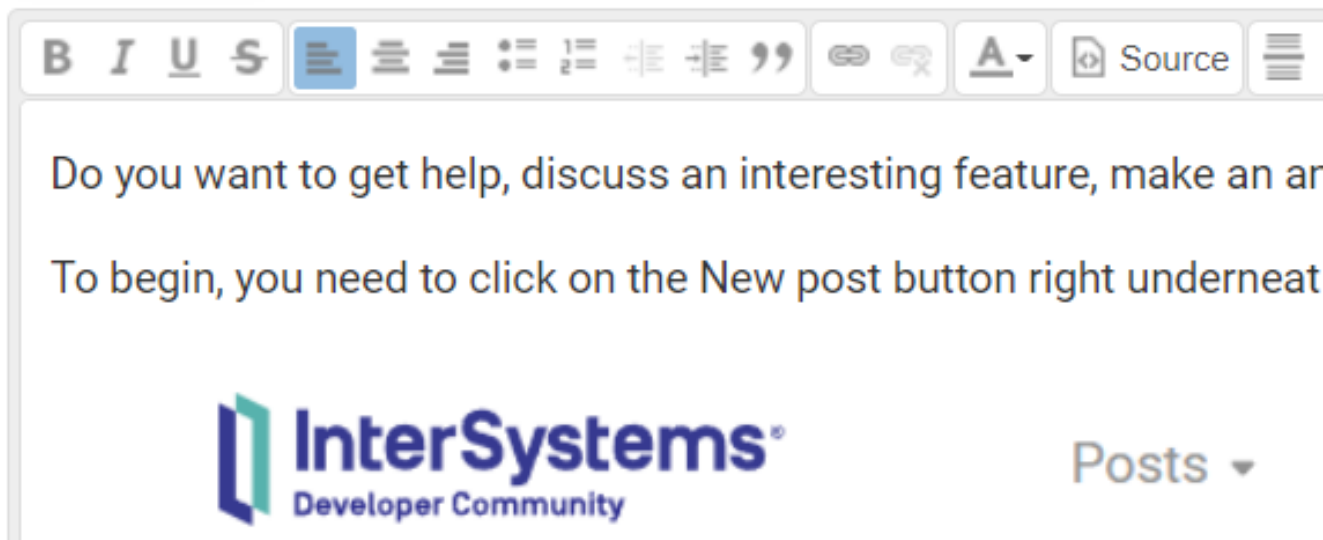 B I U S A Source
Do you want to get help, discuss an interesting feature, make an
To begin, you need to click on the New post button right
InterSystems®
Developer Community
Posts